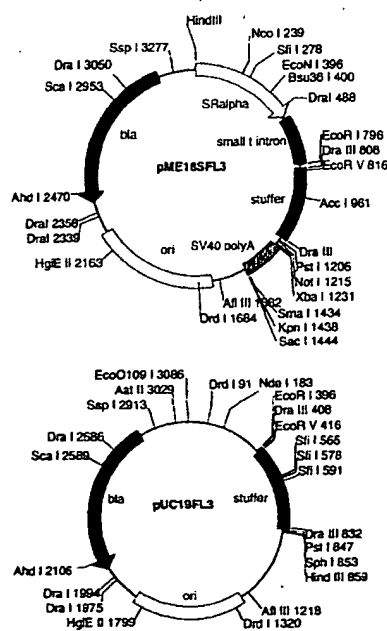 HindIII
Nco I 239
Sfi I 278
EcoN I 396
Bsu36 I 400
DraI 488
Ssp I 3277
Dra I 3050
Sca I 2953
SRalpha
small t intron
EcoR I 796
Dra III 808
EcoR V 816
bla
pME18SFL3
stuffer
Acc I 961
Ahd I 2470
DraI 2358
DraI 2339
HgiE II 2163
ori
SV40 polyA
Dra III
Pst I 1206
Not I 1215
Xba I 1231
Sma I 1434
Kpn I 1438
Sac I 1444
Drd I 1684
EcoO109 I 3086
Aat II 3029
Ssp I 2913
Drd I 91
Nde I 183
EcoR I 396
Dra III 408
EcoR V 416
Sfi I 565
Sfi I 578
Sfi I 591
Dra I 2586
Sca I 2589
bla
pUC19FL3
stuffer
Dra III 832
Pst I 847
Sph I 853
Hind III 859
Ahd I 2106
Dra I 1994
Dra I 1975
HgiE II 1799
ori
Afl III 1218
Drd I 1320